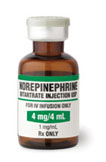 NOREPINEPHRINE
BITARTRATE INJECTION USP
FOR IV INFUSION ONLY
4 mg/4 mL
1 mg/mL
Rx ONLY